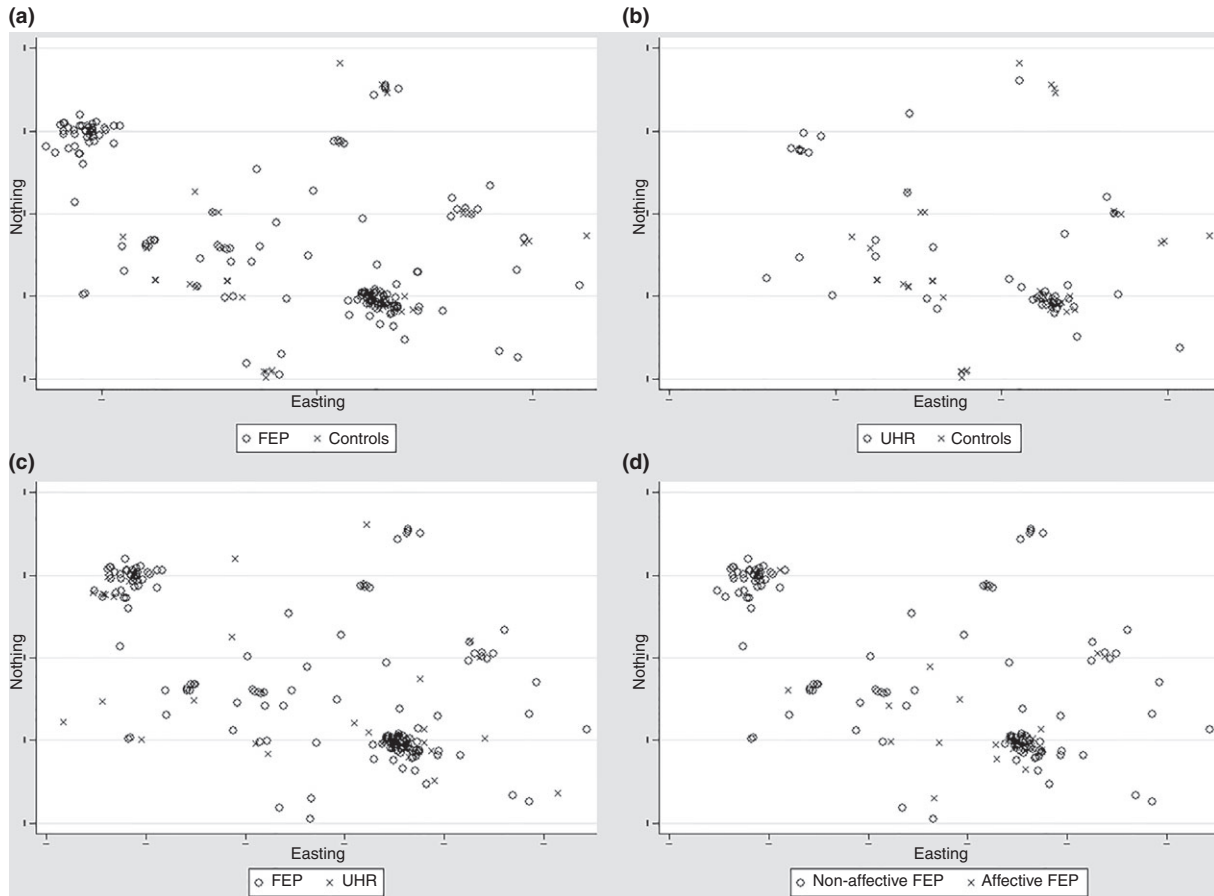 (a)
Nothing
Easting
FEP Controls
(b)
Nothing
Easting
UHR Controls
(c)
Nothing
Easting
FEP UHR
(d)
Nothing
Easting
Non-affective FEP Affective FEP